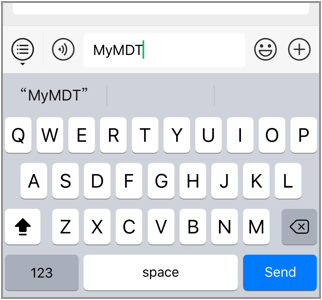 MyMDT
“MyMDT”
Q W E R T Y U I O P
A S D F G H J K L
Z X C V B N M
123 space Send